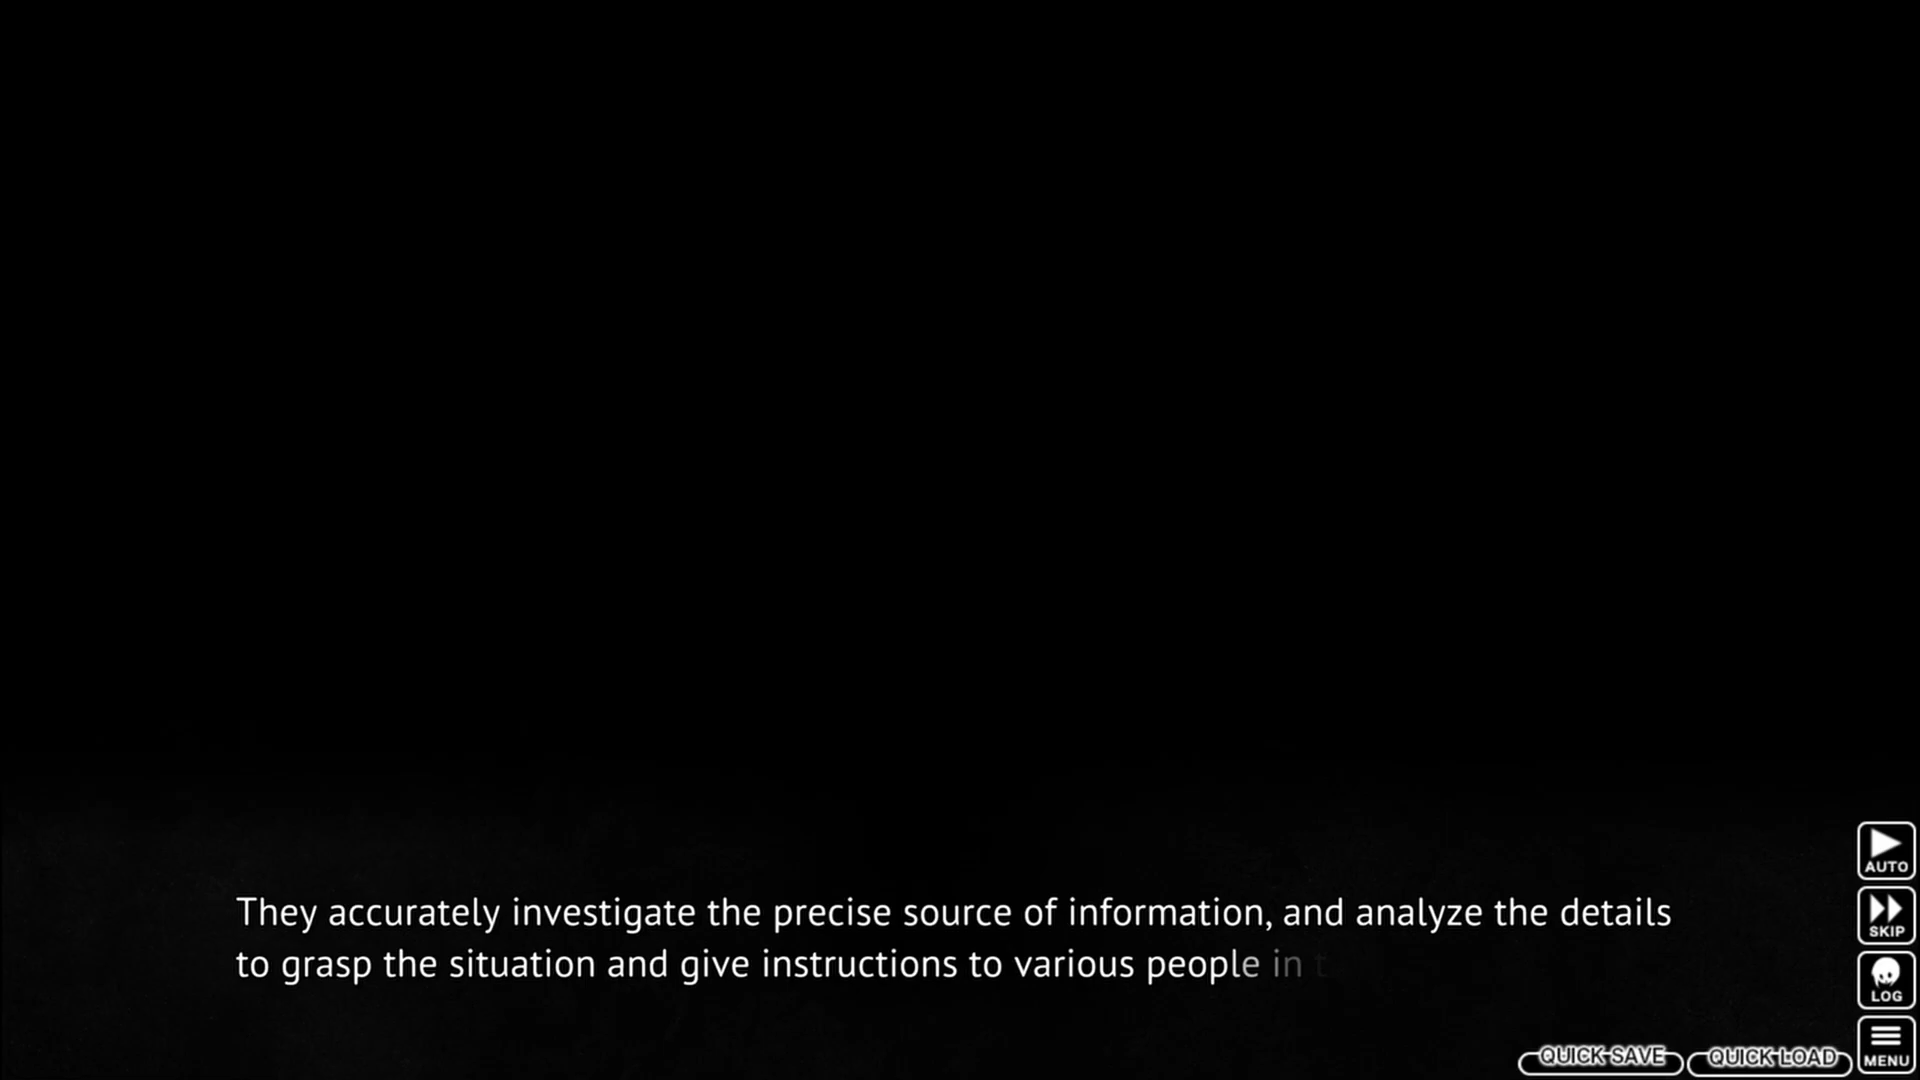 They accurately investigate the precise source of information, and analyze the details
to grasp the situation and give instructions to various people in t
AUTO
SKIP
LOG
QUICK SAVE QUICK LOAD MENU